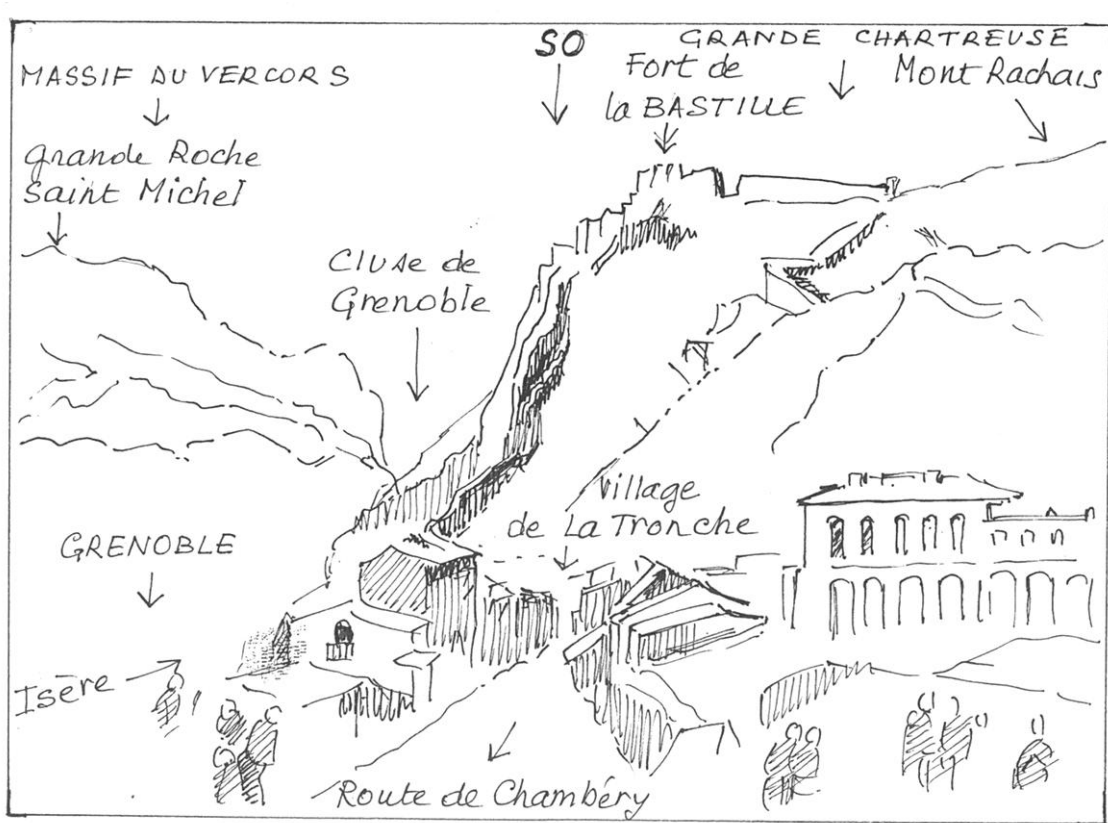 SO
GRANDE CHARTREUSE
MASSIF DU VERCORS
Fort de
la BASTILLE
Mont Rachais
Grande Roche
Saint Michel
Cluse de
Grenoble
Village
de La Tronche
GRENOBLE
Isère
Route de Chambéry